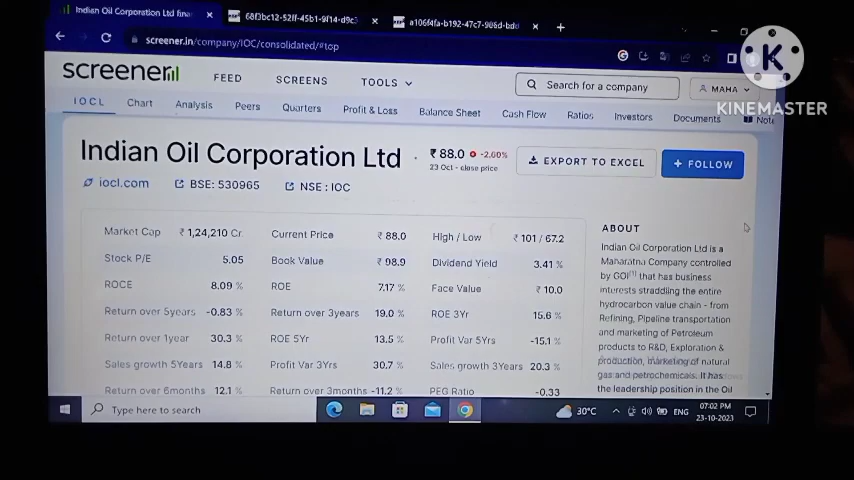 Indian Oil Corporation Ltd finan
68f3bc12-52ff-45b1-9f14-d9c3
a106f4fa-b192-47c7-986d-bdd
screener.in/company/IOC/consolidated/#top
K
KINEMASTER
screener
FEED
SCREENS
TOOLS
Search for a company
MAHA
IOCL
Chart
Analysis
Peers
Quarters
Profit & Loss
Balance Sheet
Cash Flow
Ratios
Investors
Documents
Note
Indian Oil Corporation Ltd
₹ 88.0 -2.60%
23 Oct - close price
EXPORT TO EXCEL
+ FOLLOW
iocl.com
BSE: 530965
NSE : IOC
Market Cap ₹ 1,24,210 Cr.
Current Price ₹ 88.0
High / Low ₹ 101 / 67.2
Stock P/E 5.05
Book Value ₹ 98.9
Dividend Yield 3.41 %
ROCE 8.09 %
ROE 7.17 %
Face Value ₹ 10.0
Return over 5years -0.83 %
Return over 3years 19.0 %
ROE 3Yr 15.6 %
Return over 1year 30.3 %
ROE 5Yr 13.5 %
Profit Var 5Yrs -15.1 %
Sales growth 5Years 14.8 %
Profit Var 3Yrs 30.7 %
Sales growth 3Years 20.3 %
Return over 6months 12.1 %
Return over 3months -11.2 %
PEG Ratio -0.33
ABOUT
Indian Oil Corporation Ltd is a
Maharatna Company controlled
by GOI[1] that has business
interests straddling the entire
hydrocarbon value chain - from
Refining, Pipeline transportation
and marketing of Petroleum
products to R&D, Exploration &
production, marketing of natural
gas and petrochemicals. It has
the leadership position in the Oil
Type here to search
30°C
ENG
07:02 PM
23-10-2023